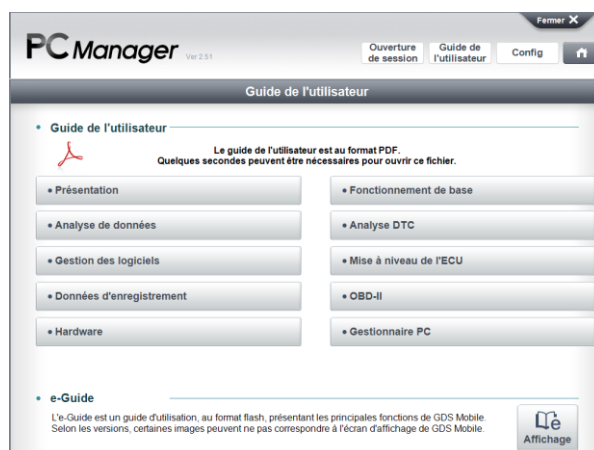 Fermer X
PC Manager Ver 2.51
Ouverture de session
Guide de l'utilisateur
Config
Guide de l'utilisateur
• Guide de l'utilisateur
Le guide de l'utilisateur est au format PDF.
Quelques secondes peuvent être nécessaires pour ouvrir ce fichier.
• Présentation
• Fonctionnement de base
• Analyse de données
• Analyse DTC
• Gestion des logiciels
• Mise à niveau de l'ECU
• Données d'enregistrement
• OBD-II
• Hardware
• Gestionnaire PC
• e-Guide
L'e-Guide est un guide d'utilisation, au format flash, présentant les principales fonctions de GDS Mobile.
Selon les versions, certaines images peuvent ne pas correspondre à l'écran d'affichage de GDS Mobile.
e
Affichage